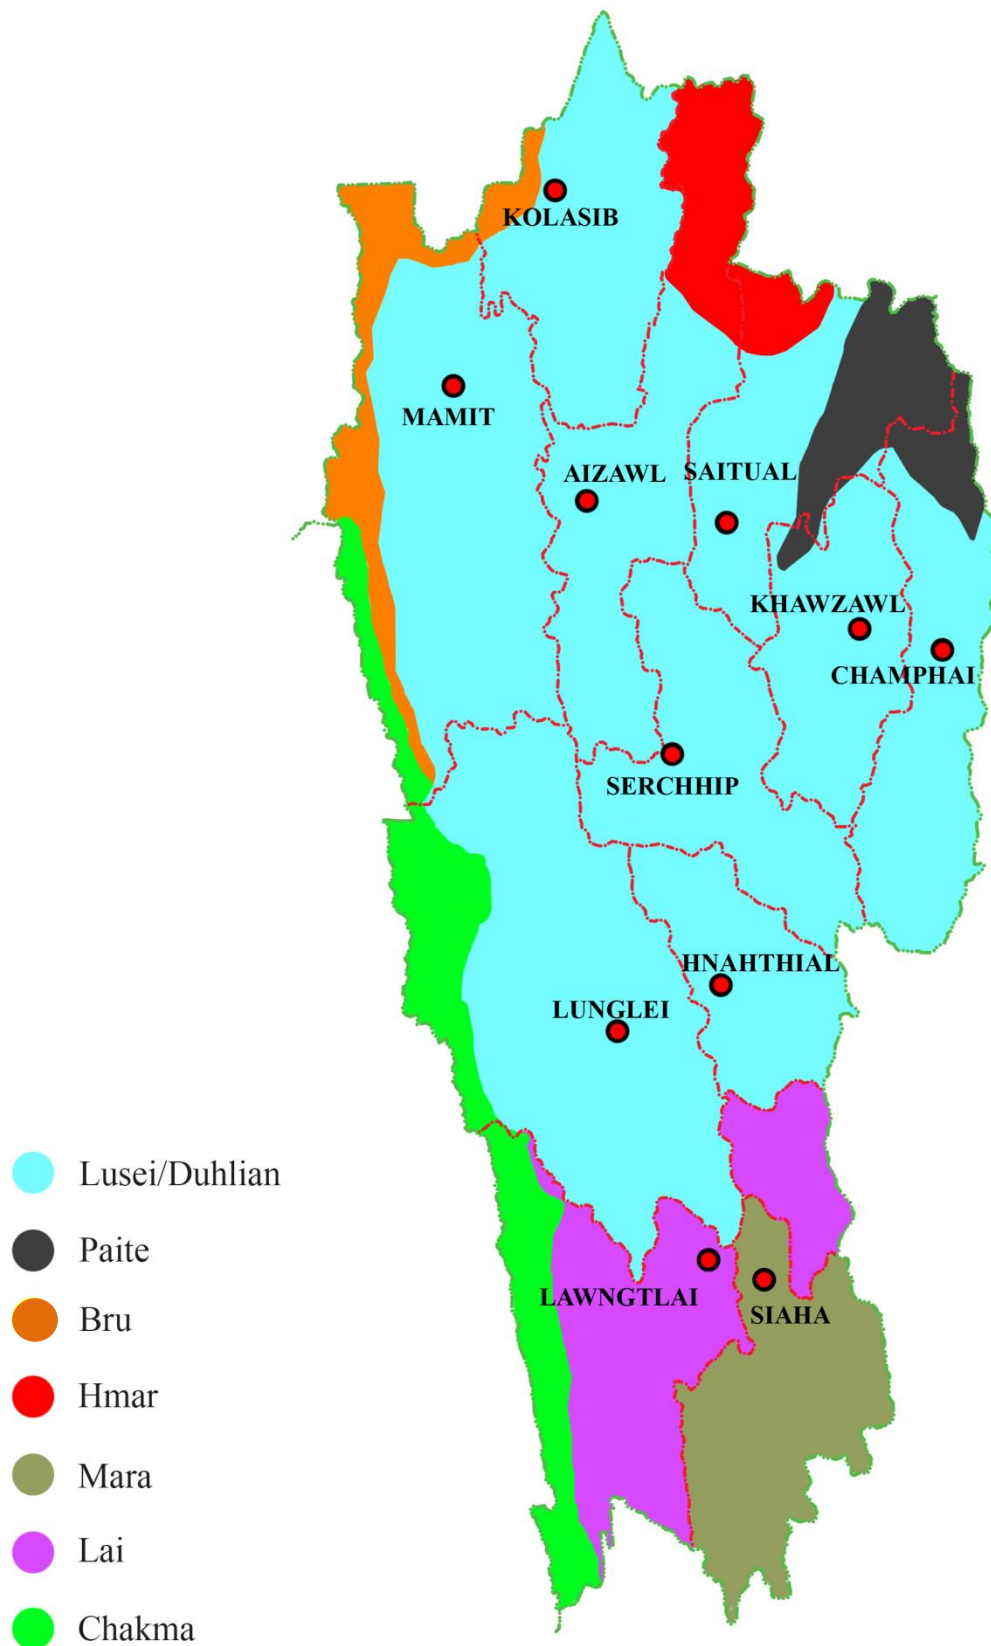 KOLASIB
MAMIT
AIZAWL
SAITUAL
KHAWZAWL
CHAMPHAI
SERCHHIP
HNAHTHIAL
LUNGLEI
LAWNGTLAI
SIAHA
Lusei/Duhlian
Paite
Bru
Hmar
Mara
Lai
Chakma